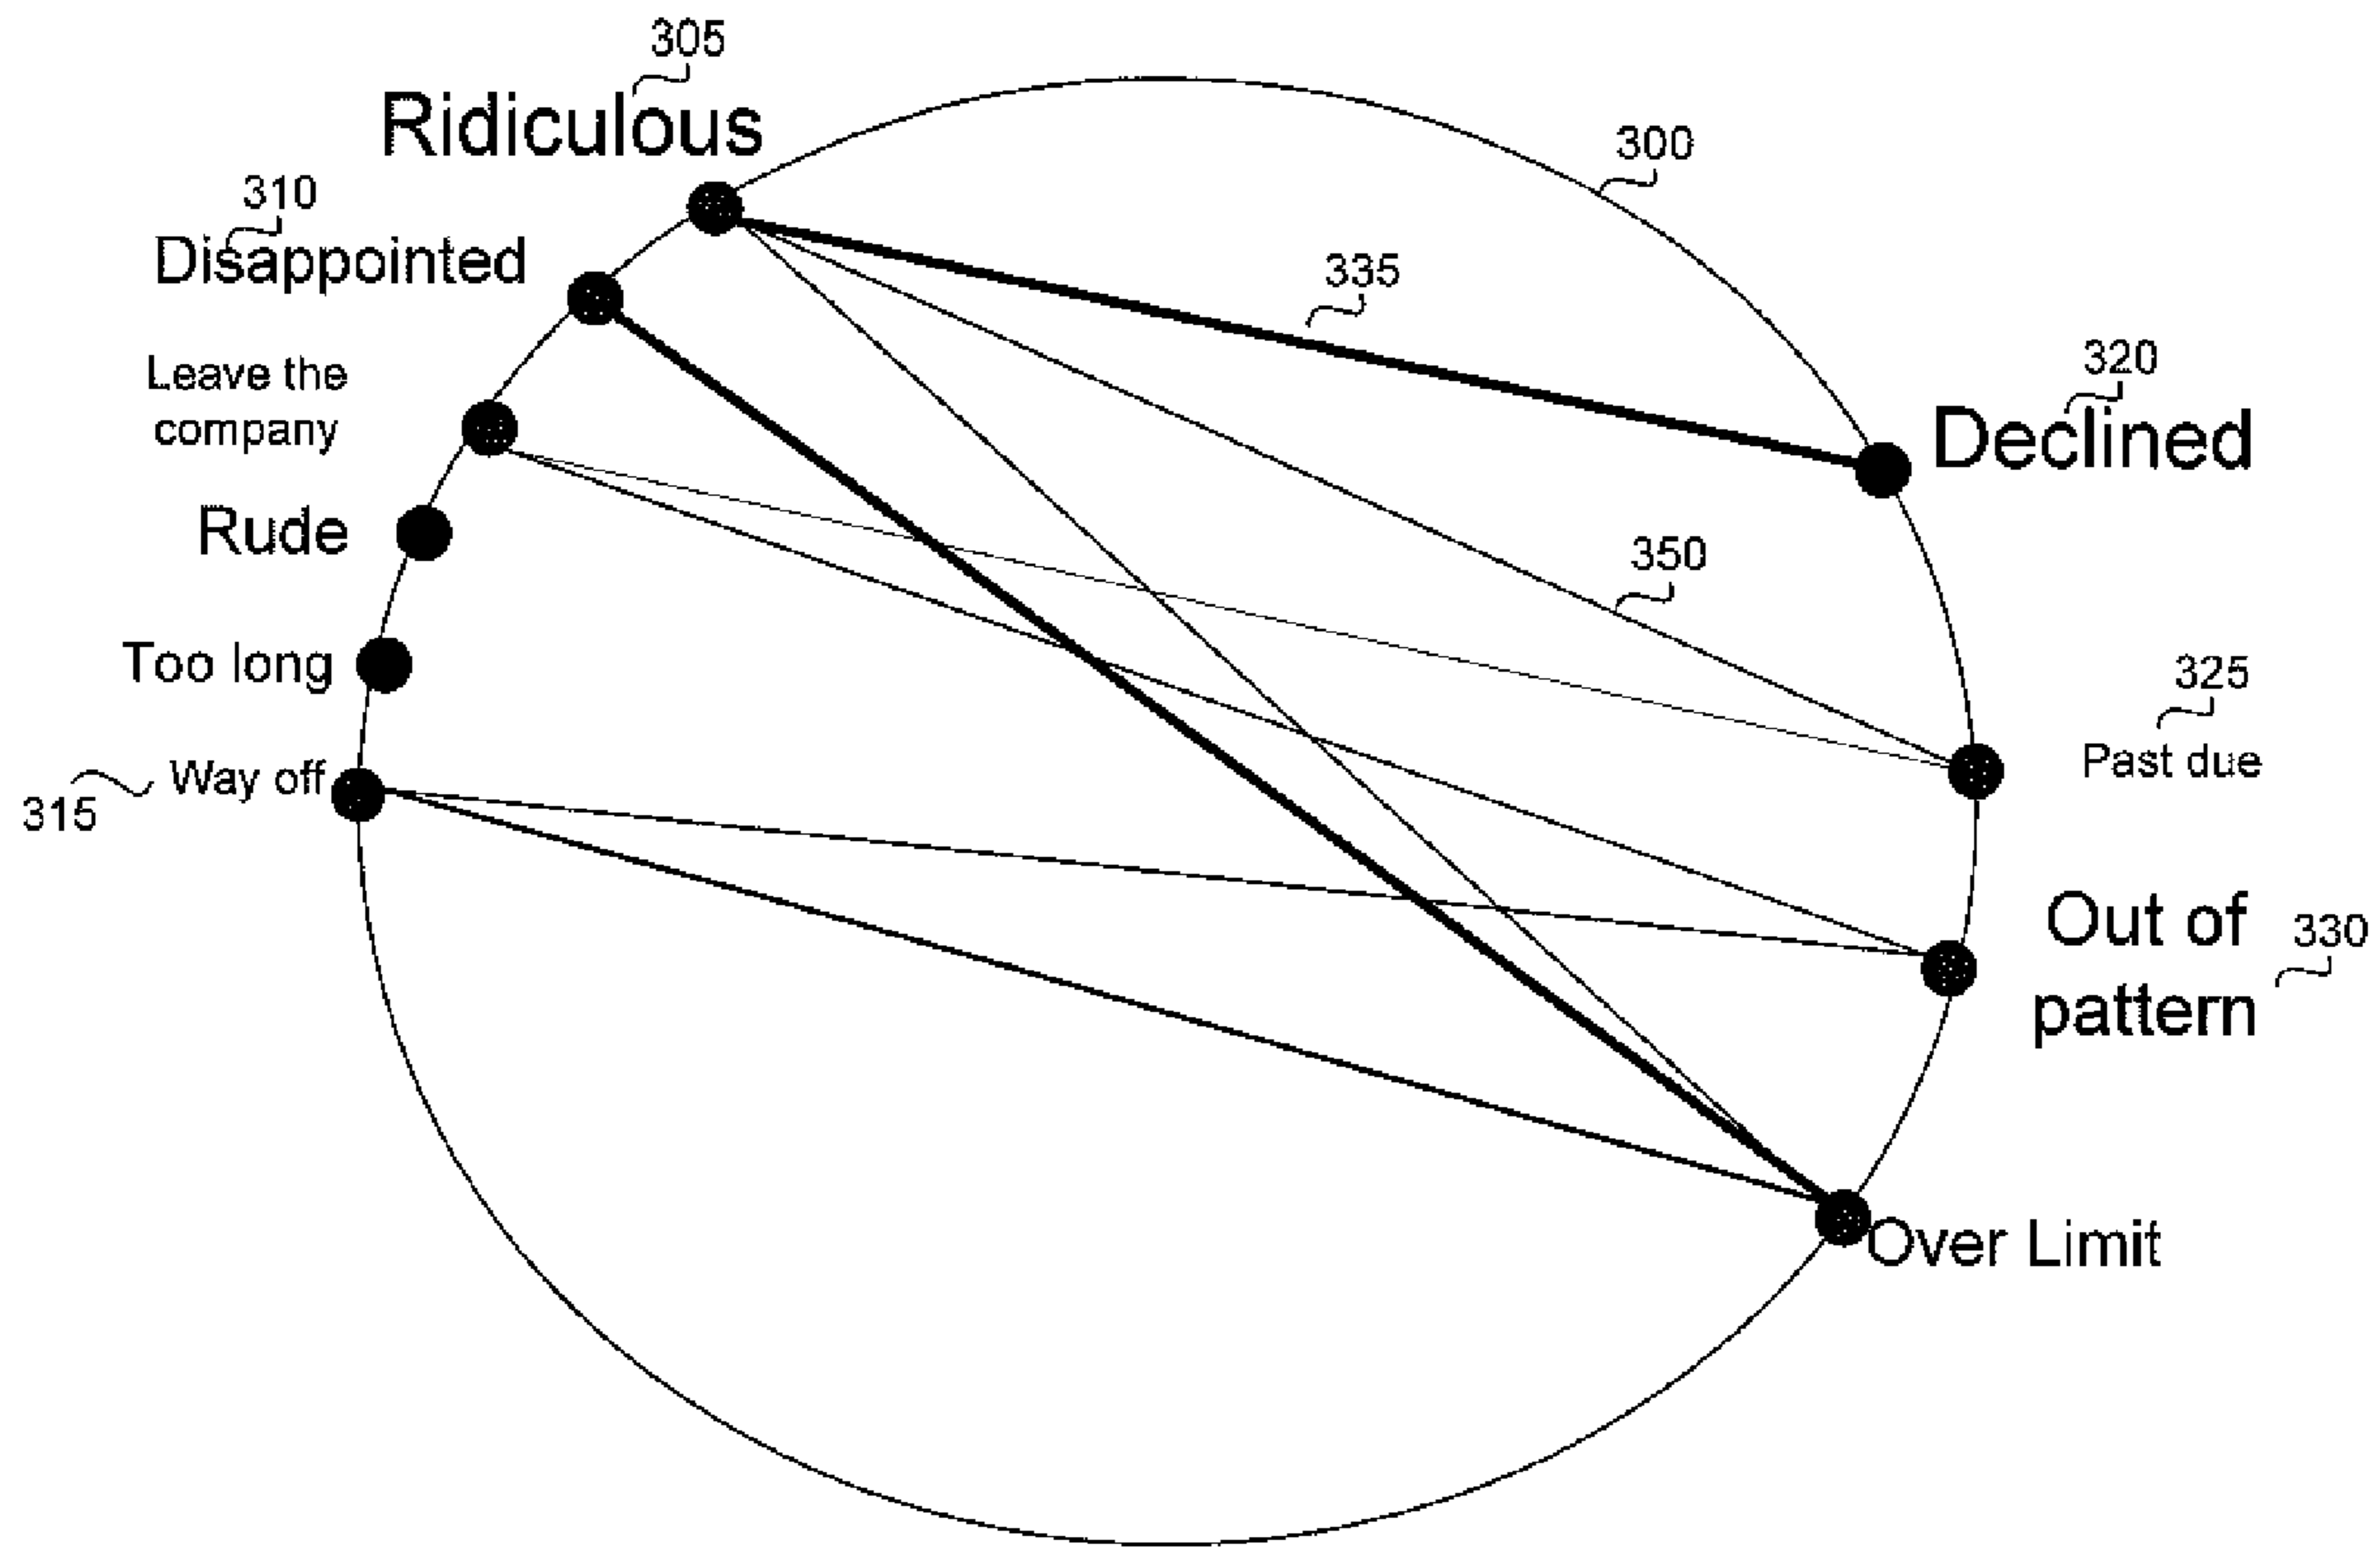 305
Ridiculous
300
310
Disappointed
335
Leave the
company
320
Declined
Rude
350
Too long
325
Past due
Way off
315
Out of
pattern
330
Over Limit